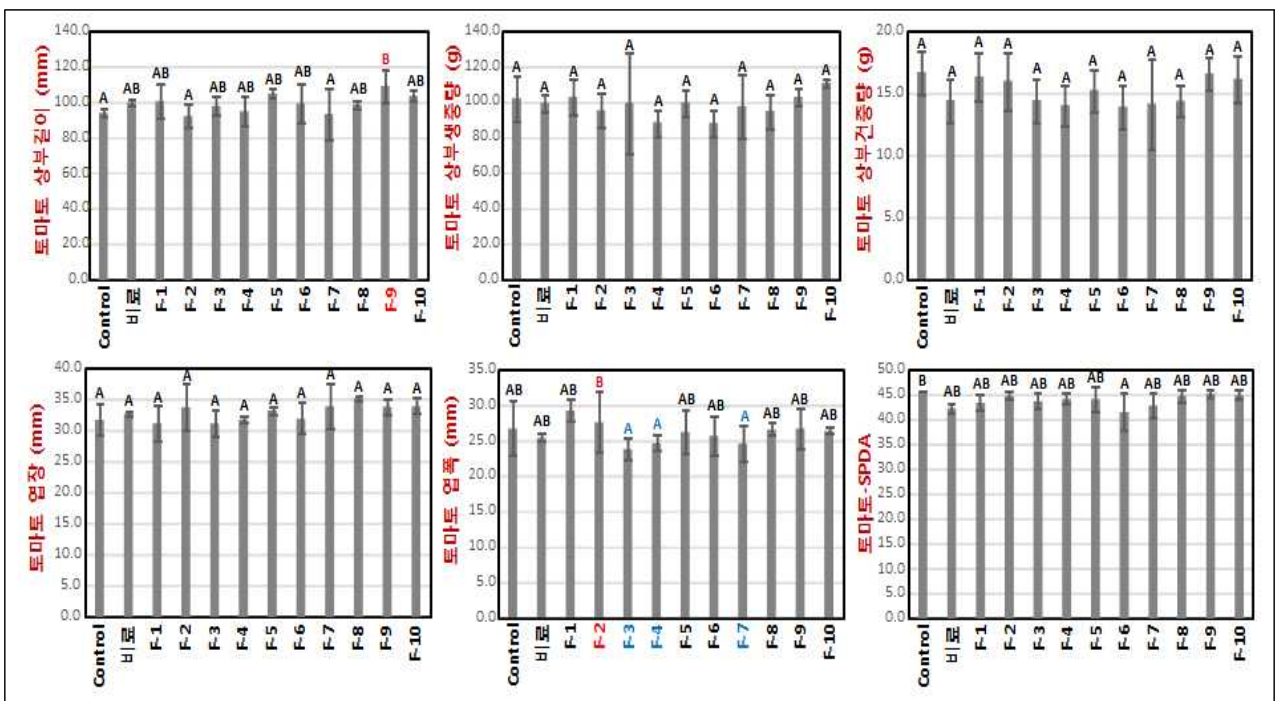 토마토 상부길이 (mm)
140.0
120.0
100.0
80.0
60.0
40.0
20.0
0.0
A AB AB A AB AB AB AB A AB B AB
Control 비료 F-1 F-2 F-3 F-4 F-5 F-6 F-7 F-8 F-9 F-10
토마토 상부생중량 (g)
140.0
120.0
100.0
80.0
60.0
40.0
20.0
0.0
A A A A A A A A A A A A
Control 비료 F-1 F-2 F-3 F-4 F-5 F-6 F-7 F-8 F-9 F-10
토마토 상부건중량 (g)
20.0
15.0
10.0
5.0
0.0
A A A A A A A A A A A A
Control 비료 F-1 F-2 F-3 F-4 F-5 F-6 F-7 F-8 F-9 F-10
토마토 엽장 (mm)
40.0
35.0
30.0
25.0
20.0
15.0
10.0
5.0
0.0
A A A A A A A A A A A A
Control 비료 F-1 F-2 F-3 F-4 F-5 F-6 F-7 F-8 F-9 F-10
토마토 엽폭 (mm)
35.0
30.0
25.0
20.0
15.0
10.0
5.0
0.0
AB AB AB B A A AB AB A AB AB AB
Control 비료 F-1 F-2 F-3 F-4 F-5 F-6 F-7 F-8 F-9 F-10
토마토-SPDA
50.0
45.0
40.0
35.0
30.0
25.0
20.0
15.0
10.0
5.0
0.0
B AB AB AB AB AB AB A AB AB AB AB
Control 비료 F-1 F-2 F-3 F-4 F-5 F-6 F-7 F-8 F-9 F-10